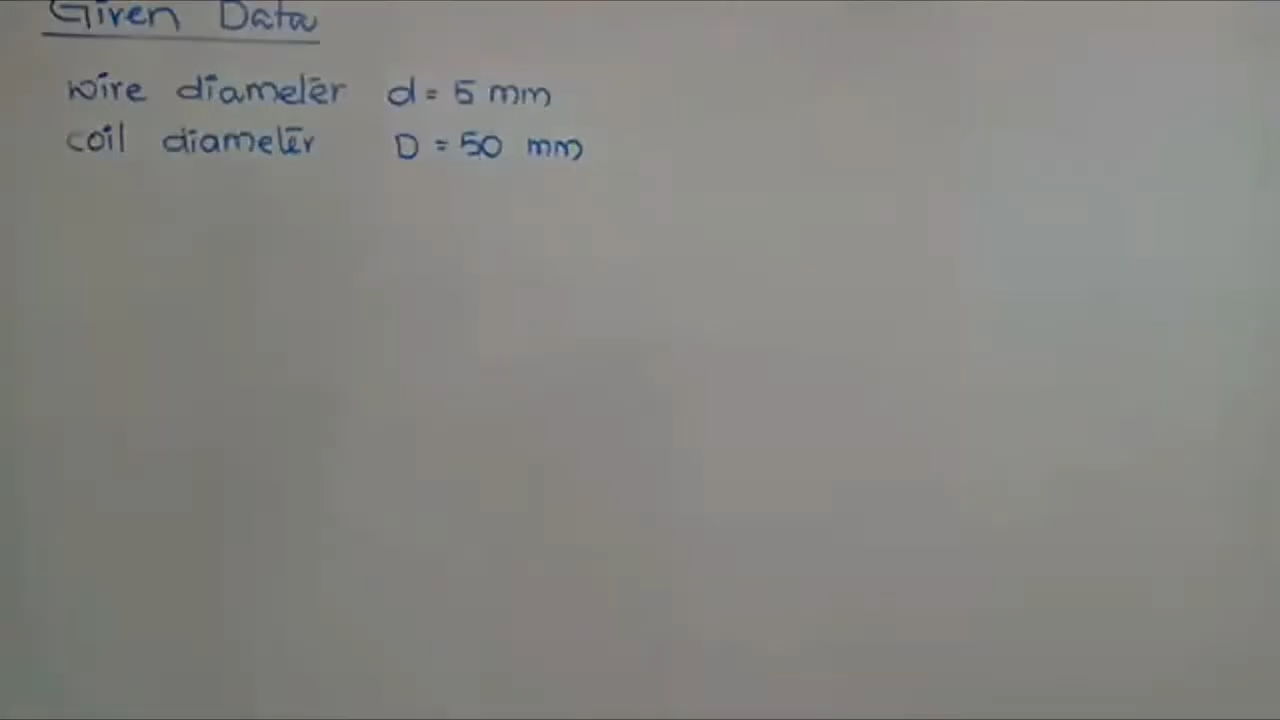 Given Data
wire diameter d = 5 mm
coil diameter D = 50 mm